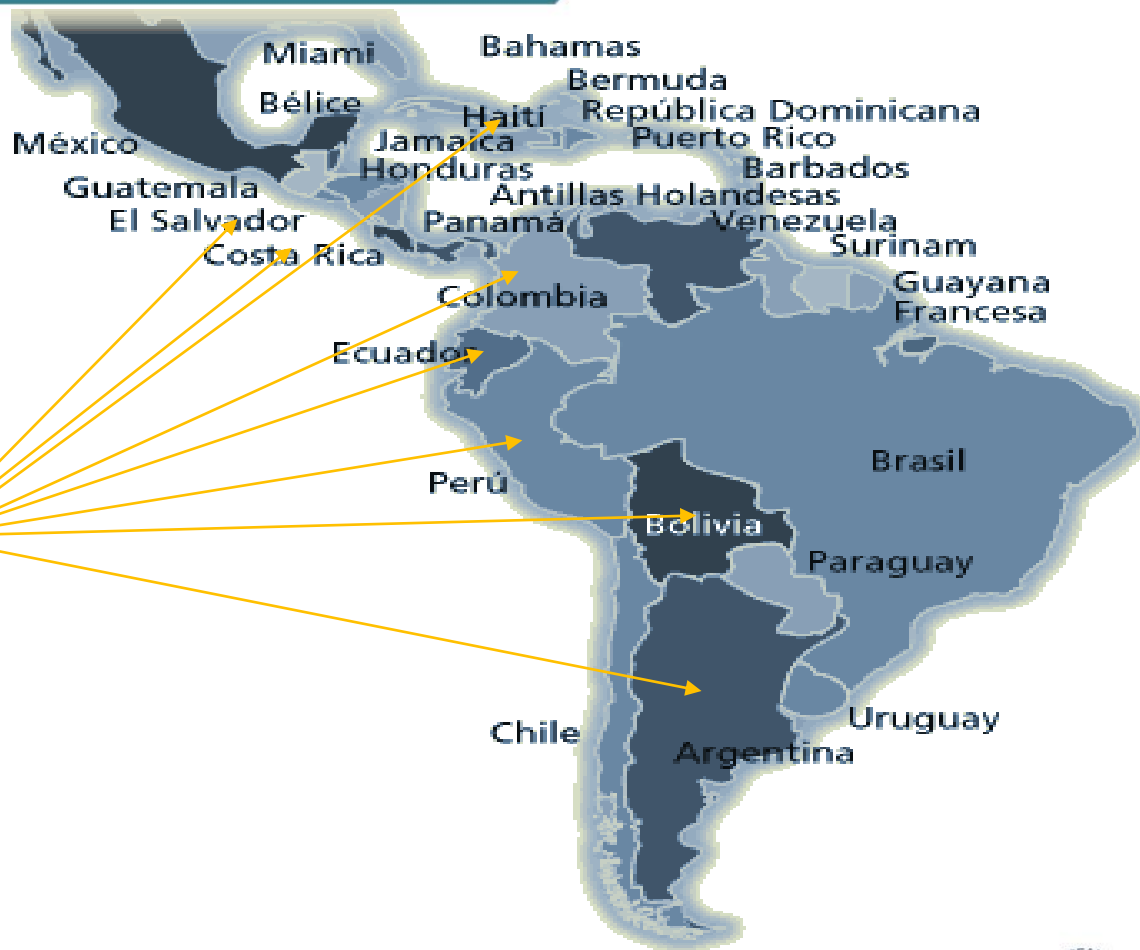 Miami
Bahamas
Bermuda
Bélice
Haití
República Dominicana
México
Jamaica
Puerto Rico
Honduras
Barbados
Guatemala
Antillas Holandesas
El Salvador
Panamá
Venezuela
Costa Rica
Surinam
Colombia
Guayana
Francesa
Ecuador
Brasil
Perú
Bolivia
Paraguay
Uruguay
Chile
Argentina